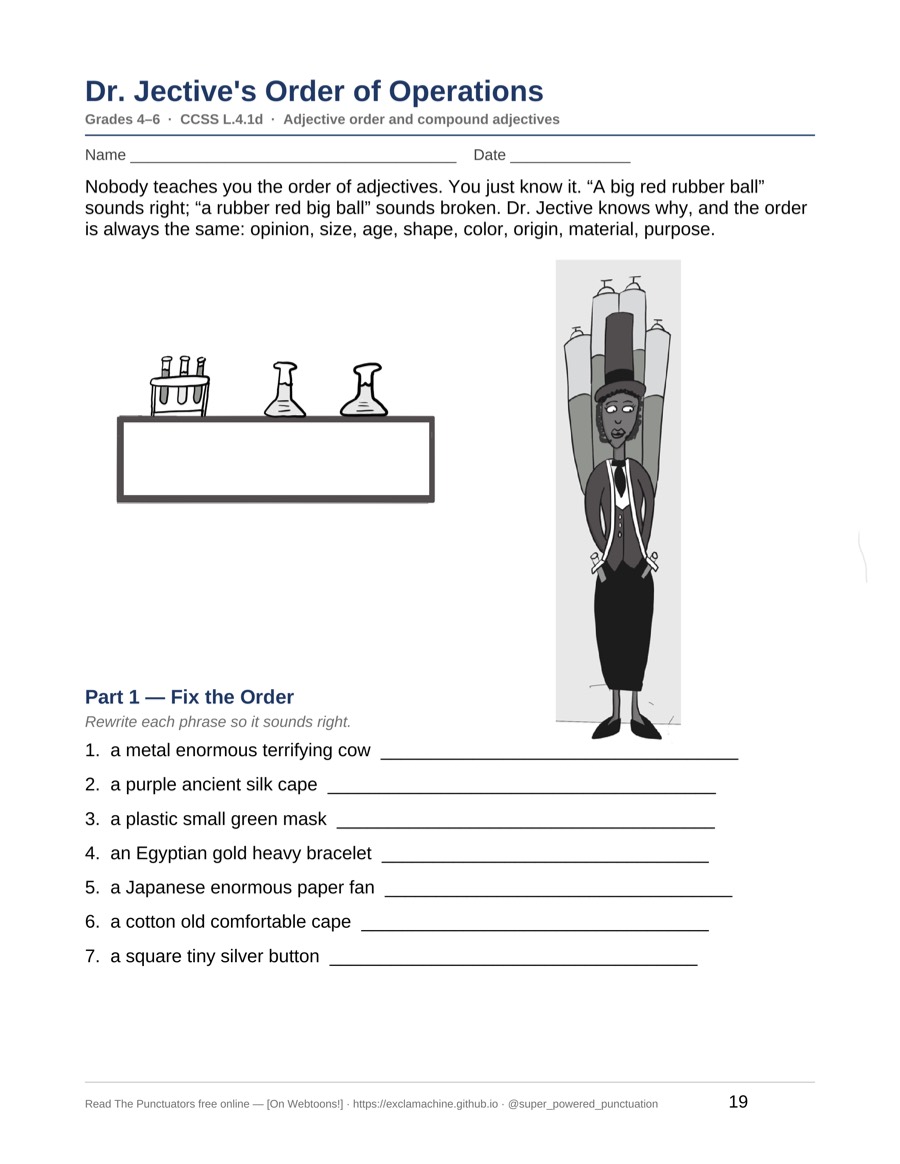 Dr. Jective's Order of Operations
Grades 4–6 · CCSS L.4.1d · Adjective order and compound adjectives
Name ________________________________________ Date ______________
Nobody teaches you the order of adjectives. You just know it. “A big red rubber ball”
sounds right; “a rubber red big ball” sounds broken. Dr. Jective knows why, and the order
is always the same: opinion, size, age, shape, color, origin, material, purpose.
Part 1 — Fix the Order
Rewrite each phrase so it sounds right.
1. a metal enormous terrifying cow ____________________________________
2. a purple ancient silk cape _______________________________________
3. a plastic small green mask ______________________________________
4. an Egyptian gold heavy bracelet _________________________________
5. a Japanese enormous paper fan ___________________________________
6. a cotton old comfortable cape ___________________________________
7. a square tiny silver button _____________________________________
Read The Punctuators free online — [On Webtoons!] · https://exclamachine.github.io · @super_powered_punctuation 19